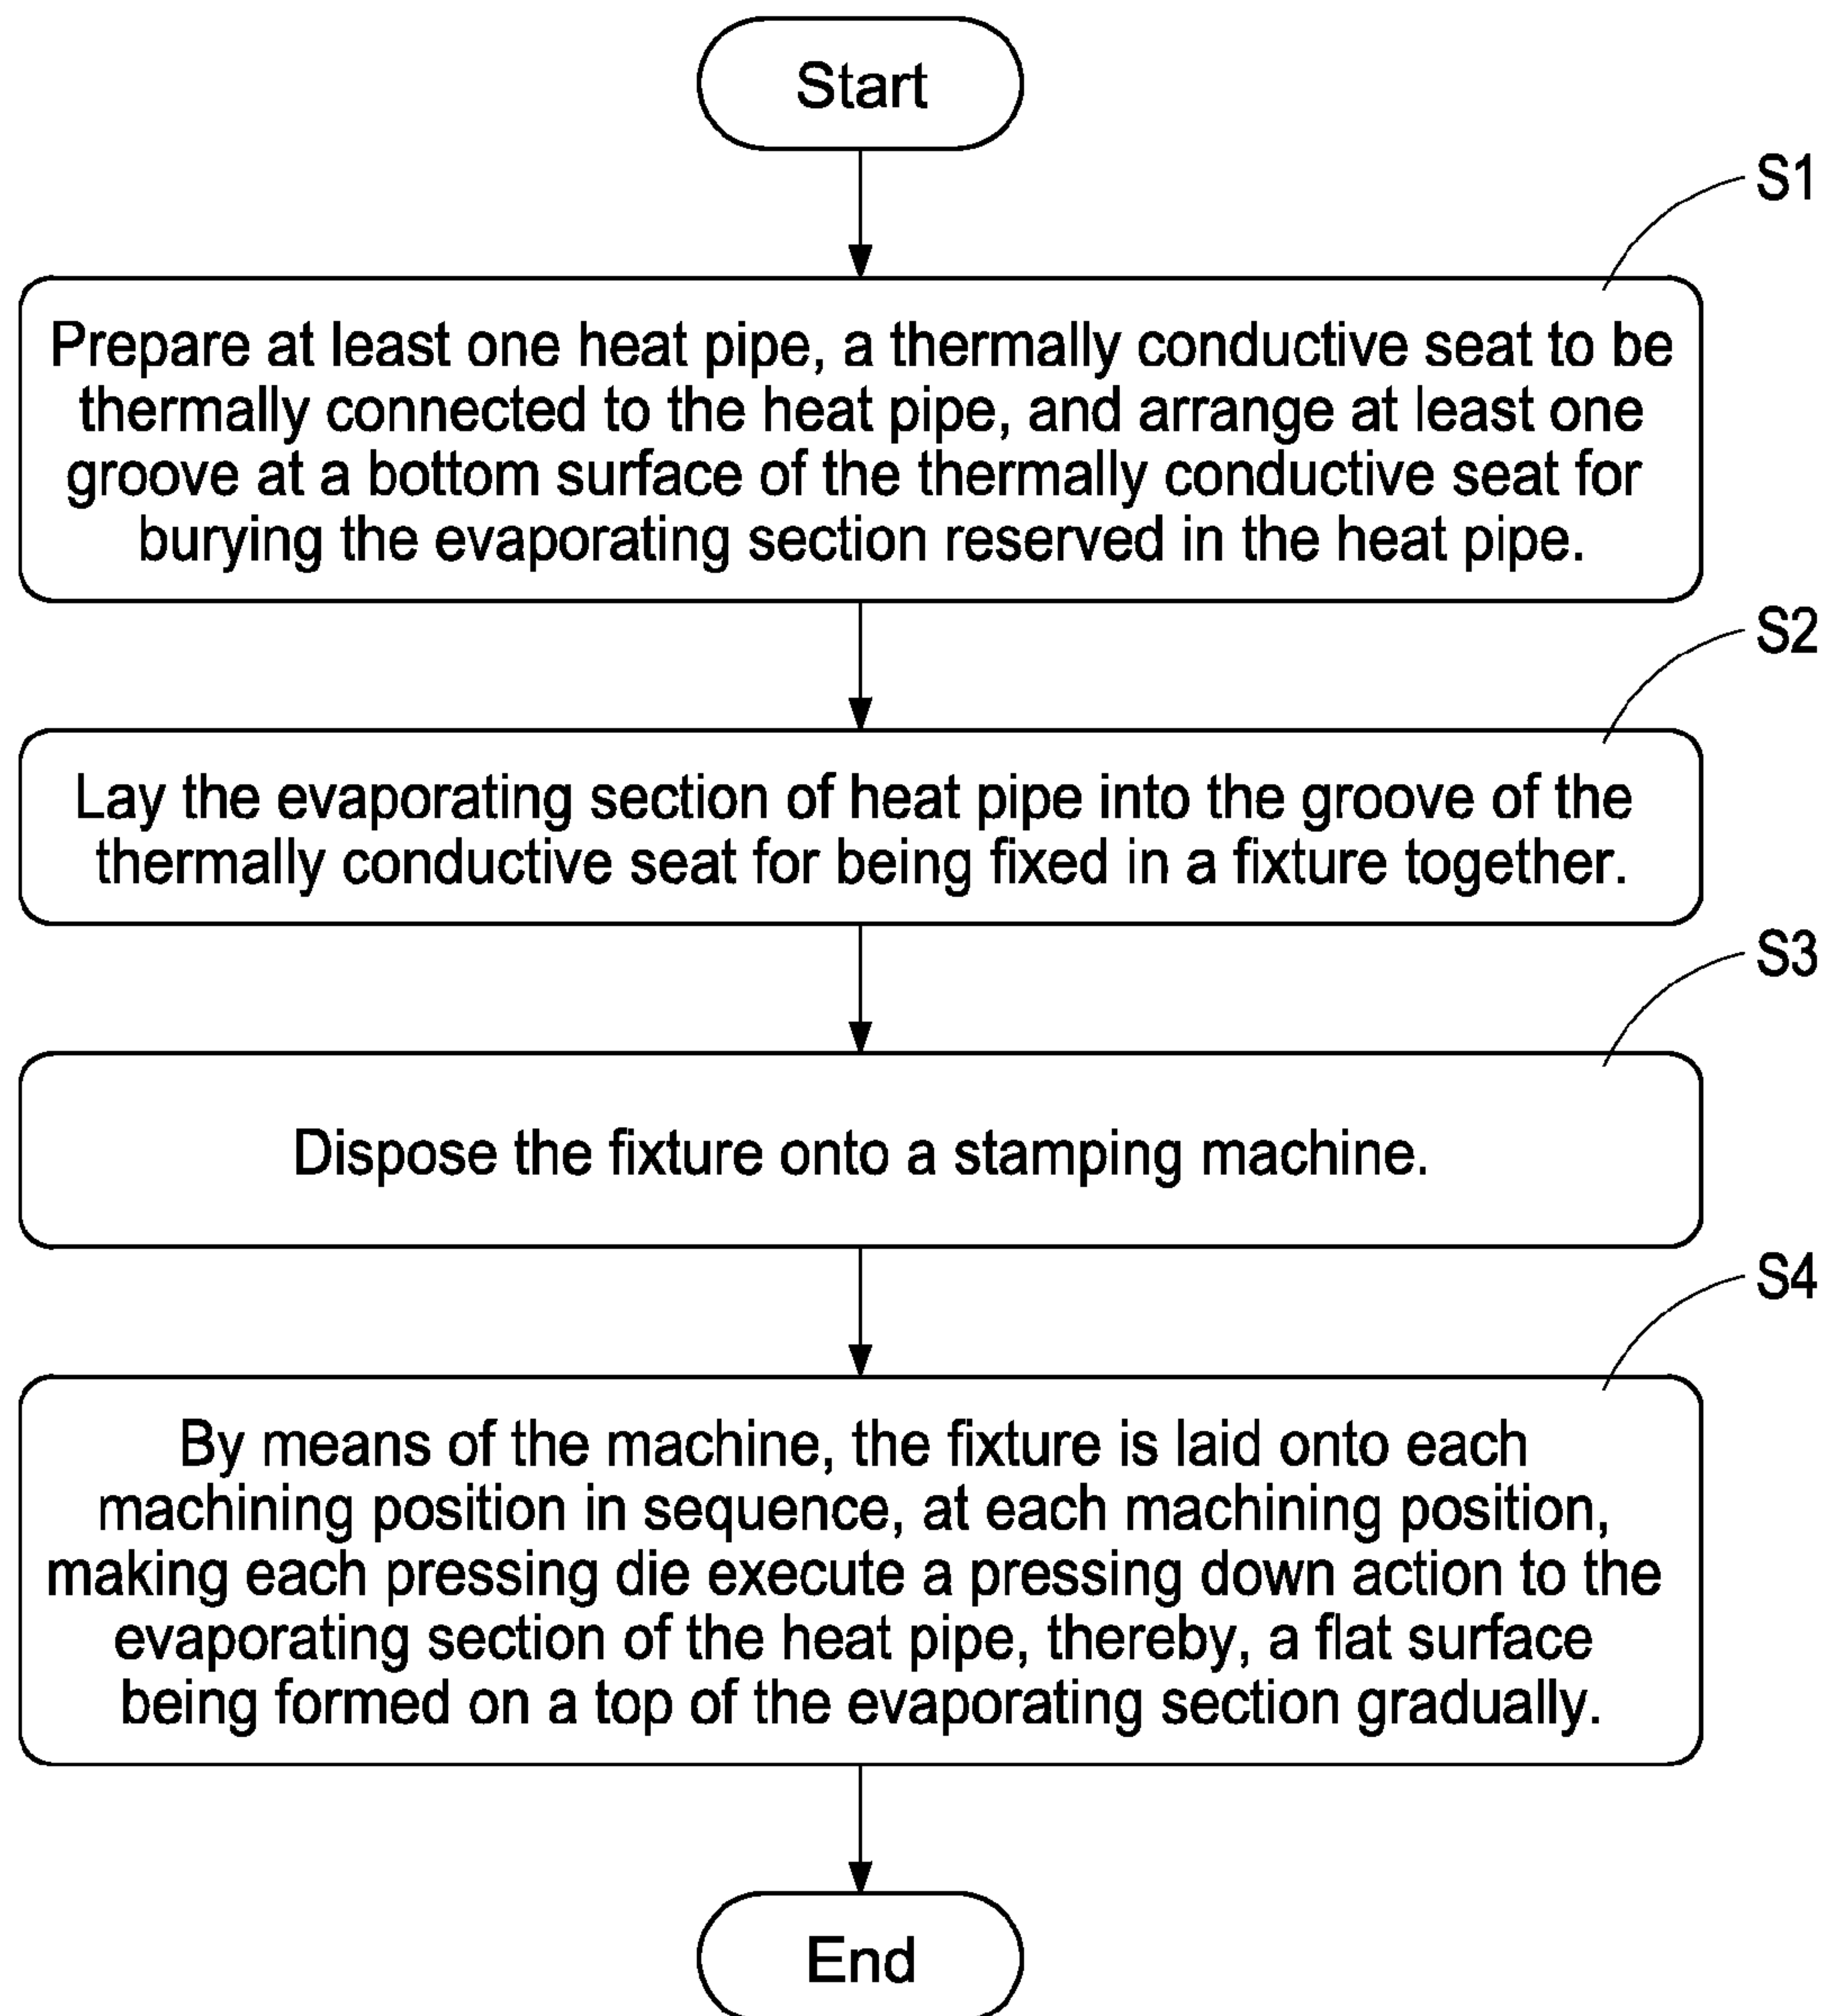 Start
S1
Prepare at least one heat pipe, a thermally conductive seat to be
thermally connected to the heat pipe, and arrange at least one
groove at a bottom surface of the thermally conductive seat for
burying the evaporating section reserved in the heat pipe.
S2
Lay the evaporating section of heat pipe into the groove of the
thermally conductive seat for being fixed in a fixture together.
S3
Dispose the fixture onto a stamping machine.
S4
By means of the machine, the fixture is laid onto each
machining position in sequence, at each machining position,
making each pressing die execute a pressing down action to the
evaporating section of the heat pipe, thereby, a flat surface
being formed on a top of the evaporating section gradually.
End